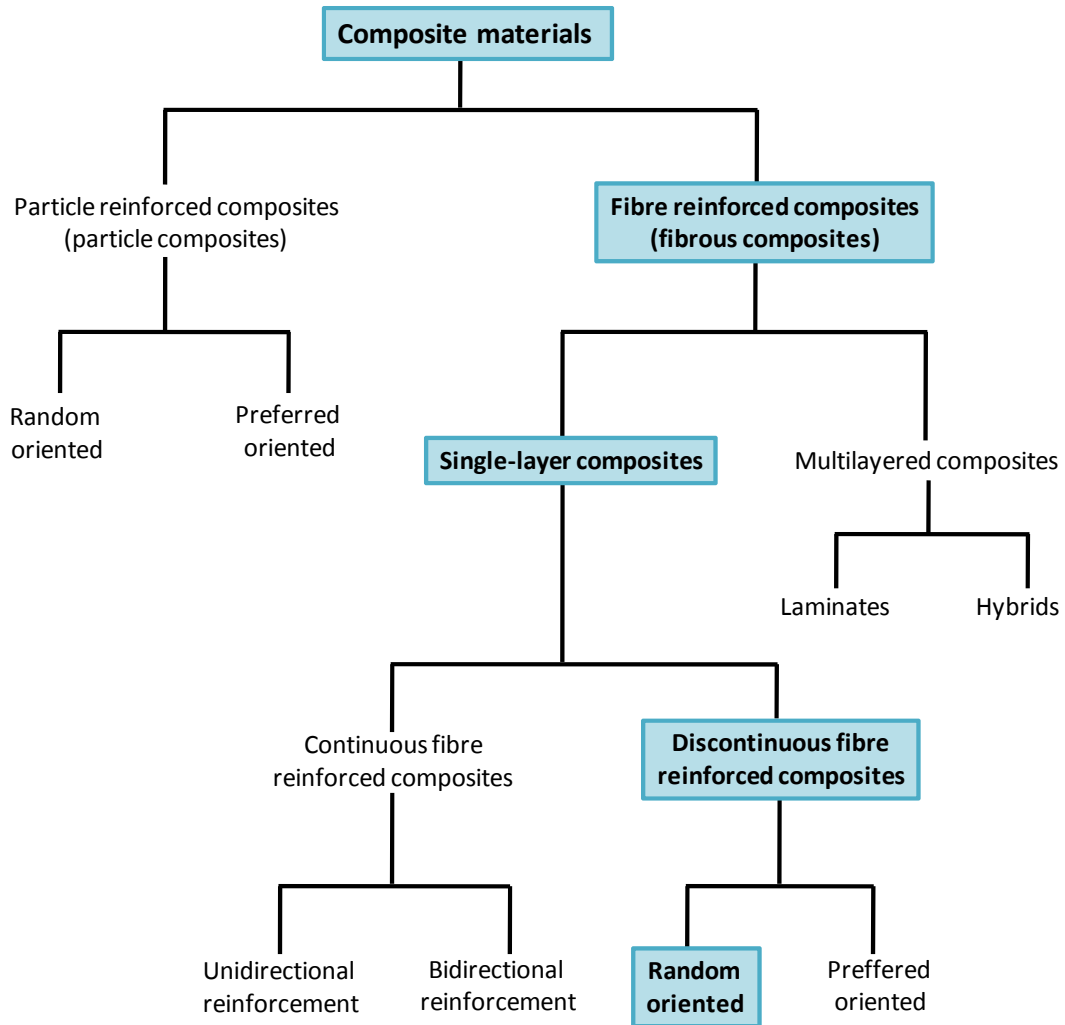 Composite materials
Particle reinforced composites
(particle composites)
Fibre reinforced composites
(fibrous composites)
Random
oriented
Preferred
oriented
Single-layer composites
Multilayered composites
Laminates
Hybrids
Continuous fibre
reinforced composites
Discontinuous fibre
reinforced composites
Unidirectional
reinforcement
Bidirectional
reinforcement
Random
oriented
Preffered
oriented